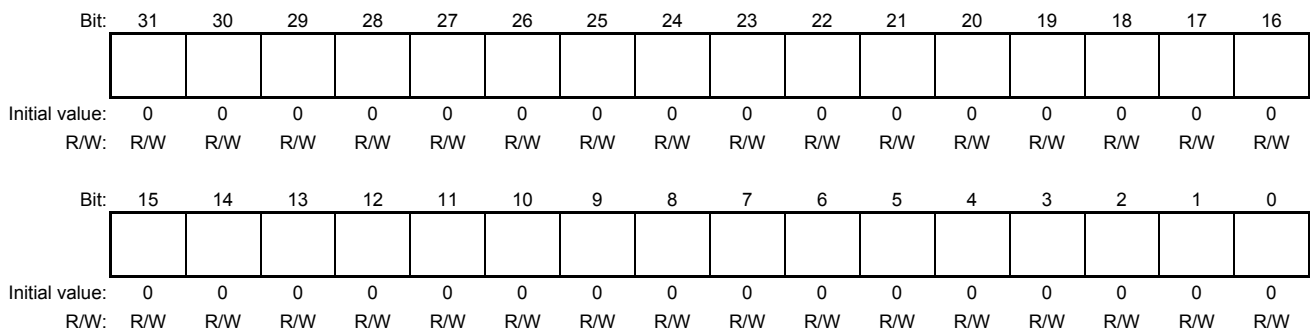 Bit: 31 30 29 28 27 26 25 24 23 22 21 20 19 18 17 16
Initial value: 0 0 0 0 0 0 0 0 0 0 0 0 0 0 0 0
R/W: R/W R/W R/W R/W R/W R/W R/W R/W R/W R/W R/W R/W R/W R/W R/W R/W
Bit: 15 14 13 12 11 10 9 8 7 6 5 4 3 2 1 0
Initial value: 0 0 0 0 0 0 0 0 0 0 0 0 0 0 0 0
R/W: R/W R/W R/W R/W R/W R/W R/W R/W R/W R/W R/W R/W R/W R/W R/W R/W